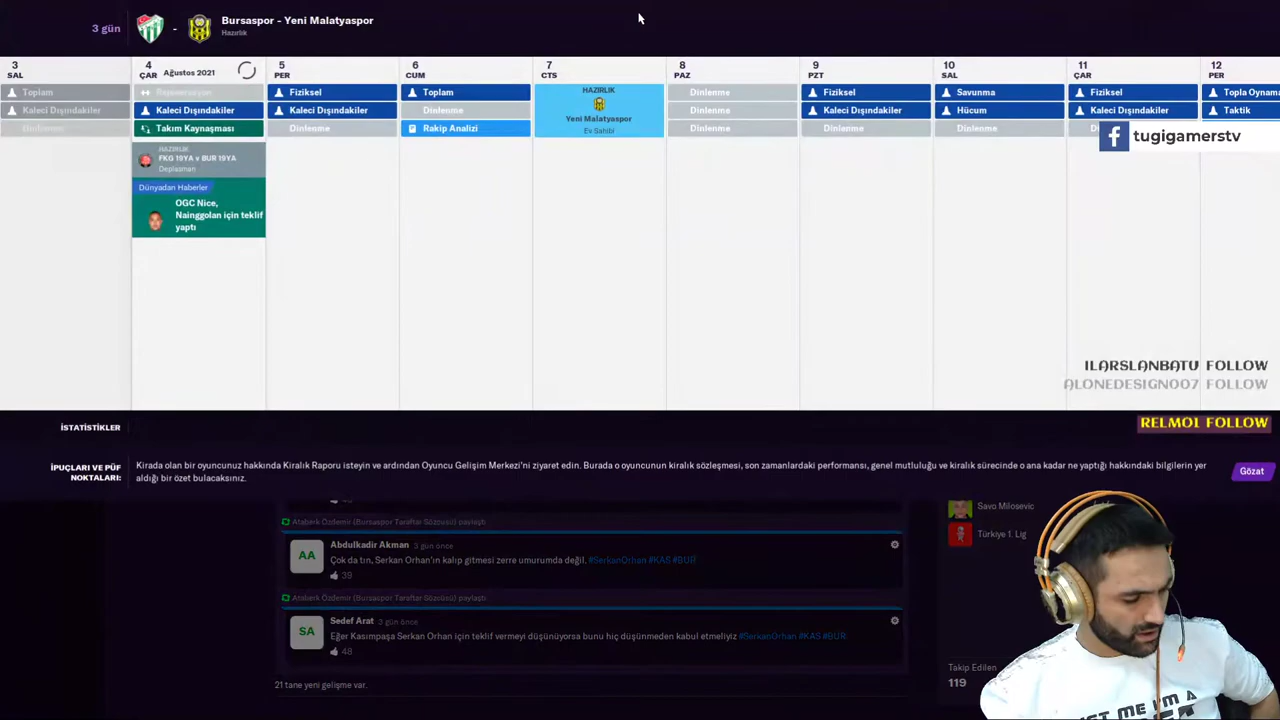 3 gün
Bursaspor - Yeni Malatyaspor
Hazırlık
3
SAL
4
ÇAR
Ağustos 2021
5
PER
6
CUM
7
CTS
8
PAZ
9
PZT
10
SAL
11
ÇAR
12
PER
Toplam
Kaleci Dışındakiler
Rejenerasyon
Kaleci Dışındakiler
Takım Kaynaşması
HAZIRLIK
FKG 19YA v BUR 19YA
Deplasman
Dünyadan Haberler
OGC Nice,
Nainggolan için teklif
yaptı
Fiziksel
Kaleci Dışındakiler
Dinlenme
Toplam
Dinlenme
Rakip Analizi
HAZIRLIK
Yeni Malatyaspor
Ev Sahibi
Dinlenme
Dinlenme
Dinlenme
Fiziksel
Kaleci Dışındakiler
Dinlenme
Savunma
Hücum
Dinlenme
Fiziksel
Kaleci Dışındakiler
Topla Oynama
Taktik
tugigamerstv
ILARSLANBATU FOLLOW
ALONEDESIGN007 FOLLOW
RELMOI FOLLOW
İSTATİSTİKLER
İPUÇLARI VE PÜF
NOKTALARI:
Kirada olan bir oyuncunuz hakkında Kiralık Raporu isteyin ve ardından Oyuncu Gelişim Merkezi'ni ziyaret edin. Burada o oyuncunun kiralık sözleşmesi, son zamanlardaki performansı, genel mutluluğu ve kiralık sürecinde o ana kadar ne yaptığı hakkındaki bilgilerin yer
aldığı bir özet bulacaksınız.
Gözat
Savo Milosevic
Türkiye 1. Lig
Ataberk Özdemir (Bursaspor Taraftar Sözcüsü) paylaştı
AA
Abdulkadir Akman 3 gün önce
Çok da tın, Serkan Orhan'ın kalıp gitmesi zerre umurumda değil. #SerkanOrhan #KAS #BUR
39
Ataberk Özdemir (Bursaspor Taraftar Sözcüsü) paylaştı
SA
Sedef Arat 3 gün önce
Eğer Kasımpaşa Serkan Orhan için teklif vermeyi düşünüyorsa bunu hiç düşünmeden kabul etmeliyiz #SerkanOrhan #KAS #BUR
48
21 tane yeni gelişme var.
Takip Edilen
119